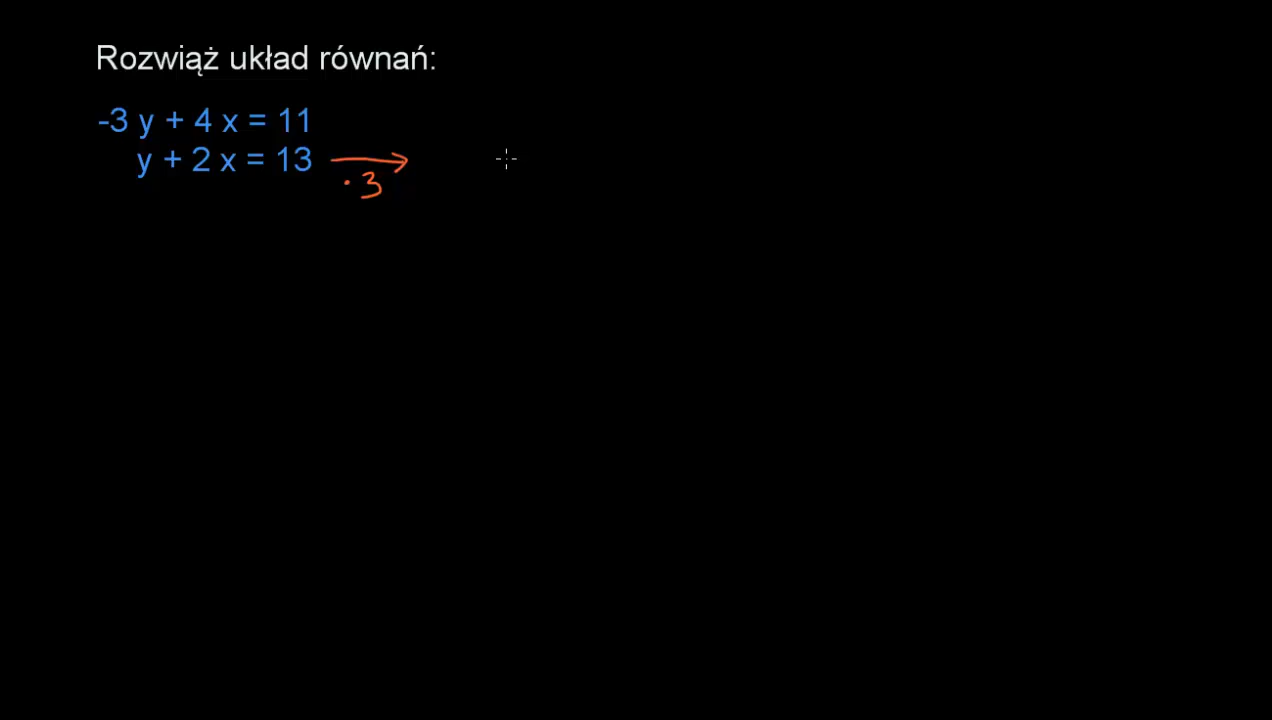 Rozwiąż układ równań:
-3 y + 4 x = 11
y + 2 x = 13
· 3